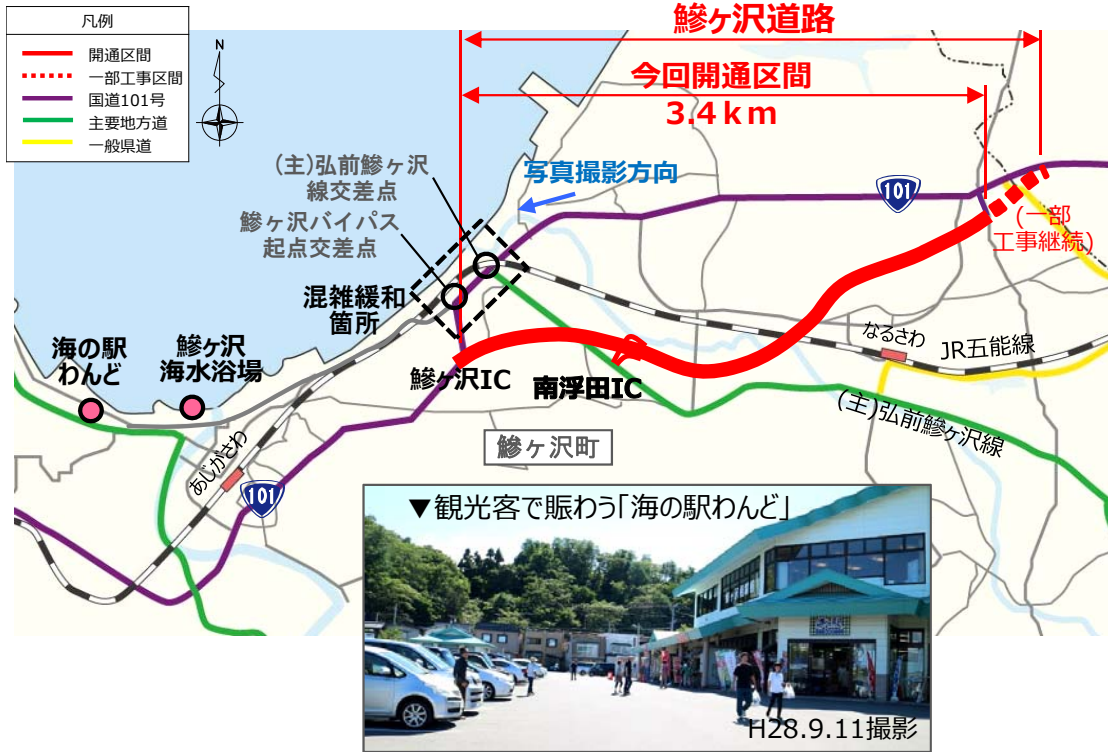 凡例
開通区間
一部工事区間
国道101号
主要地方道
一般県道
N
鰺ヶ沢道路
今回開通区間
3.4km
(主)弘前鰺ヶ沢
線交差点
写真撮影方向
鰺ヶ沢バイパス
起点交差点
101
(一部
工事継続)
混雑緩和
箇所
海の駅
わんど
鰺ヶ沢
海水浴場
鰺ヶ沢IC
南浮田IC
なるさわ
JR五能線
(主)弘前鰺ヶ沢線
鰺ヶ沢町
あじがさわ
101
▼観光客で賑わう「海の駅わんど」
H28.9.11撮影